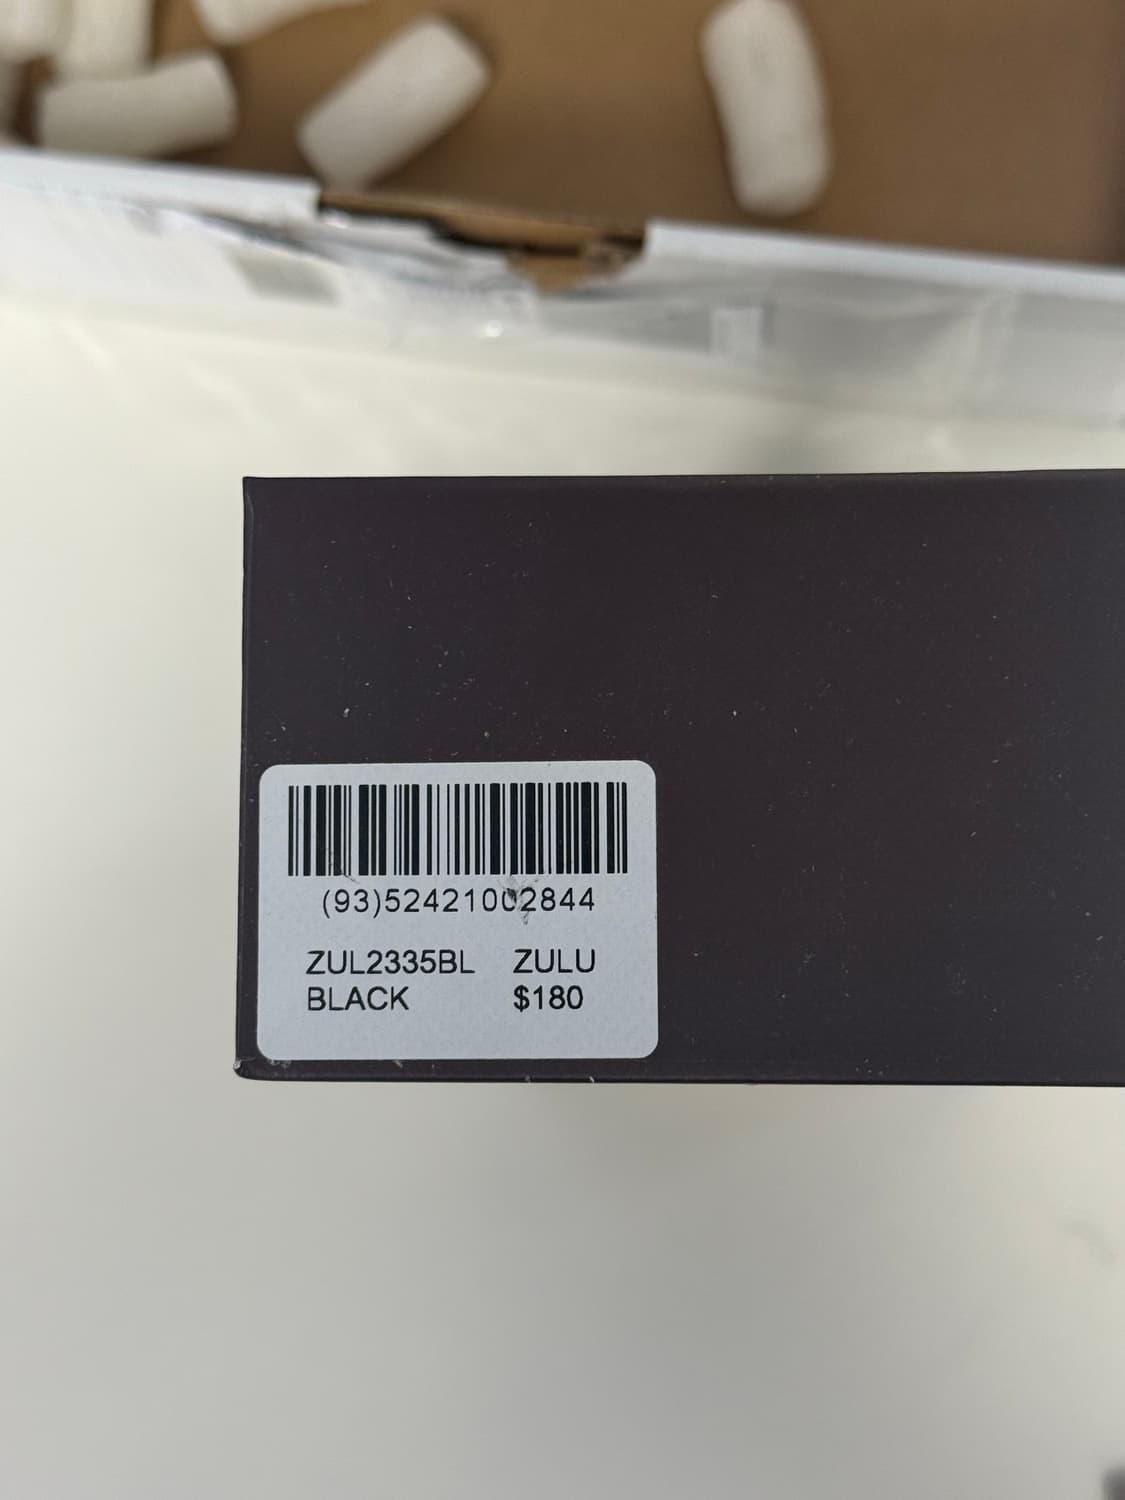 (93)52421002844
ZUL2335BL ZULU
BLACK $180